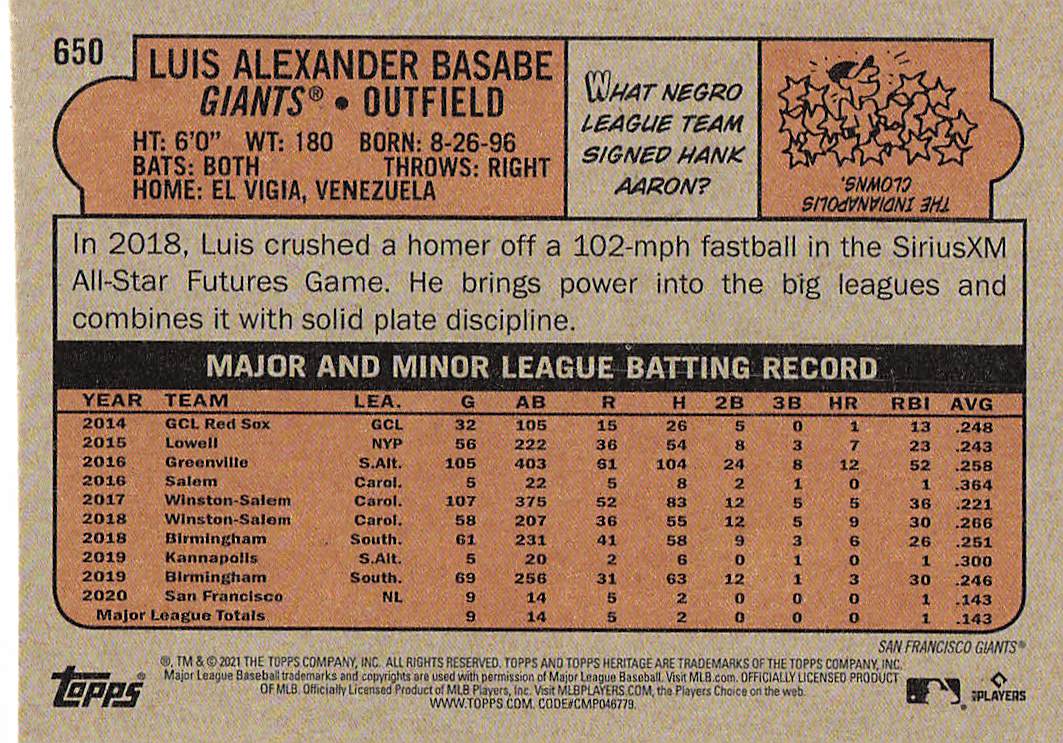 650
LUIS ALEXANDER BASABE
GIANTS® • OUTFIELD
HT: 6'0" WT: 180 BORN: 8-26-96
BATS: BOTH THROWS: RIGHT
HOME: EL VIGIA, VENEZUELA
WHAT NEGRO
LEAGUE TEAM
SIGNED HANK
AARON?
THE INDIANAPOLIS
CLOWNS.
In 2018, Luis crushed a homer off a 102-mph fastball in the SiriusXM
All-Star Futures Game. He brings power into the big leagues and
combines it with solid plate discipline.
MAJOR AND MINOR LEAGUE BATTING RECORD
YEAR TEAM LEA. G AB R H 2B 3B HR RBI AVG
2014 GCL Red Sox GCL 32 105 15 26 5 0 1 13 .248
2015 Lowell NYP 56 222 36 54 8 3 7 23 .243
2016 Greenville S.Alt. 105 403 61 104 24 8 12 52 .258
2016 Salem Carol. 5 22 5 8 2 1 0 1 .364
2017 Winston-Salem Carol. 107 375 52 83 12 5 5 36 .221
2018 Winston-Salem Carol. 58 207 36 55 12 5 9 30 .266
2018 Birmingham South. 61 231 41 58 9 3 6 26 .251
2019 Kannapolis S.Alt. 5 20 2 6 0 1 0 1 .300
2019 Birmingham South. 69 256 31 63 12 1 3 30 .246
2020 San Francisco NL 9 14 5 2 0 0 0 1 .143
Major League Totals 9 14 5 2 0 0 0 1 .143
SAN FRANCISCO GIANTS®
®, TM & © 2021 THE TOPPS COMPANY, INC. ALL RIGHTS RESERVED. TOPPS AND TOPPS HERITAGE ARE TRADEMARKS OF THE TOPPS COMPANY, INC.
Major League Baseball trademarks and copyrights are used with permission of Major League Baseball. Visit MLB.com. OFFICIALLY LICENSED PRODUCT
OF MLB. Officially Licensed Product of MLB Players, Inc. Visit MLBPLAYERS.COM, the Players Choice on the web.
WWW.TOPPS.COM. CODE#CMP046779.
Topps®
PLAYERS